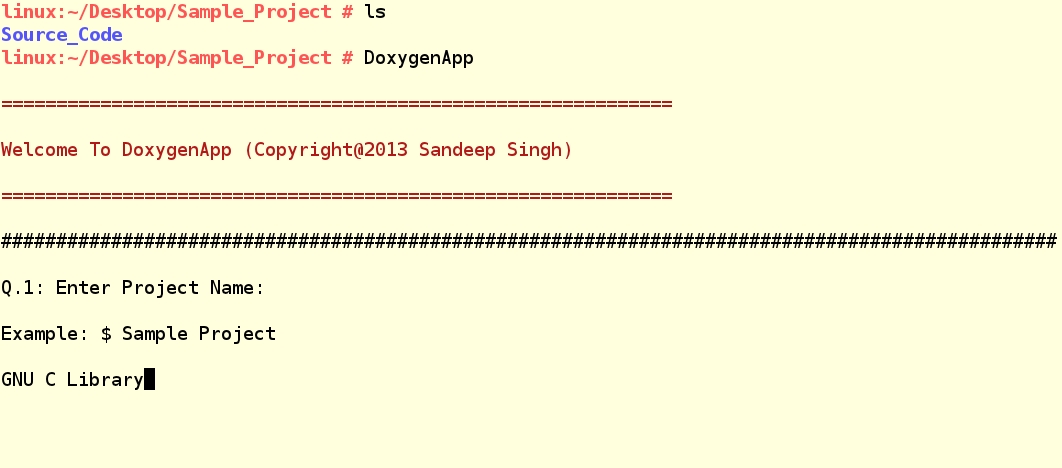 linux:~/Desktop/Sample_Project # ls
Source_Code
linux:~/Desktop/Sample_Project # DoxygenApp
=============================================================
Welcome To DoxygenApp (Copyright@2013 Sandeep Singh)
=============================================================
################################################################################################
Q.1: Enter Project Name:
Example: $ Sample Project
GNU C Library